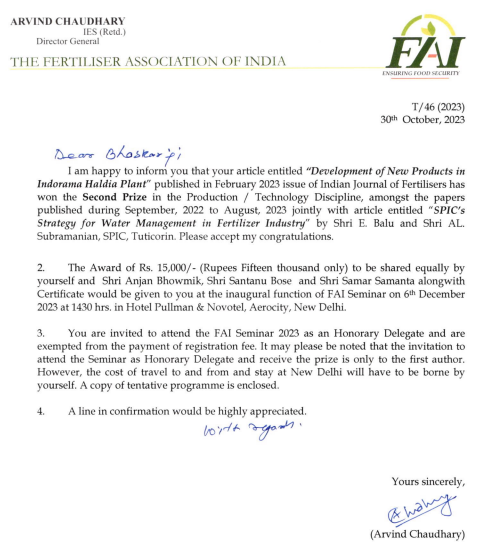 ARVIND CHAUDHARY
IES (Retd.)
Director General
THE FERTILISER ASSOCIATION OF INDIA
FAI
ENSURING FOOD SECURITY
T/46 (2023)
30th October, 2023
Dear Bhaskarji
I am happy to inform you that your article entitled "Development of New Products in
Indorama Haldia Plant" published in February 2023 issue of Indian Journal of Fertilisers has
won the Second Prize in the Production / Technology Discipline, amongst the papers
published during September, 2022 to August, 2023 jointly with article entitled "SPIC's
Strategy for Water Management in Fertilizer Industry" by Shri E. Balu and Shri AL.
Subramanian, SPIC, Tuticorin. Please accept my congratulations.
2. The Award of Rs. 15,000/- (Rupees Fifteen thousand only) to be shared equally by
yourself and Shri Anjan Bhowmik, Shri Santanu Bose and Shri Samar Samanta alongwith
Certificate would be given to you at the inaugural function of FAI Seminar on 6th December
2023 at 1430 hrs. in Hotel Pullman & Novotel, Aerocity, New Delhi.
3. You are invited to attend the FAI Seminar 2023 as an Honorary Delegate and are
exempted from the payment of registration fee. It may please be noted that the invitation to
attend the Seminar as Honorary Delegate and receive the prize is only to the first author.
However, the cost of travel to and from and stay at New Delhi will have to be borne by
yourself. A copy of tentative programme is enclosed.
4. A line in confirmation would be highly appreciated.
With regards.
Yours sincerely,
(Arvind Chaudhary)